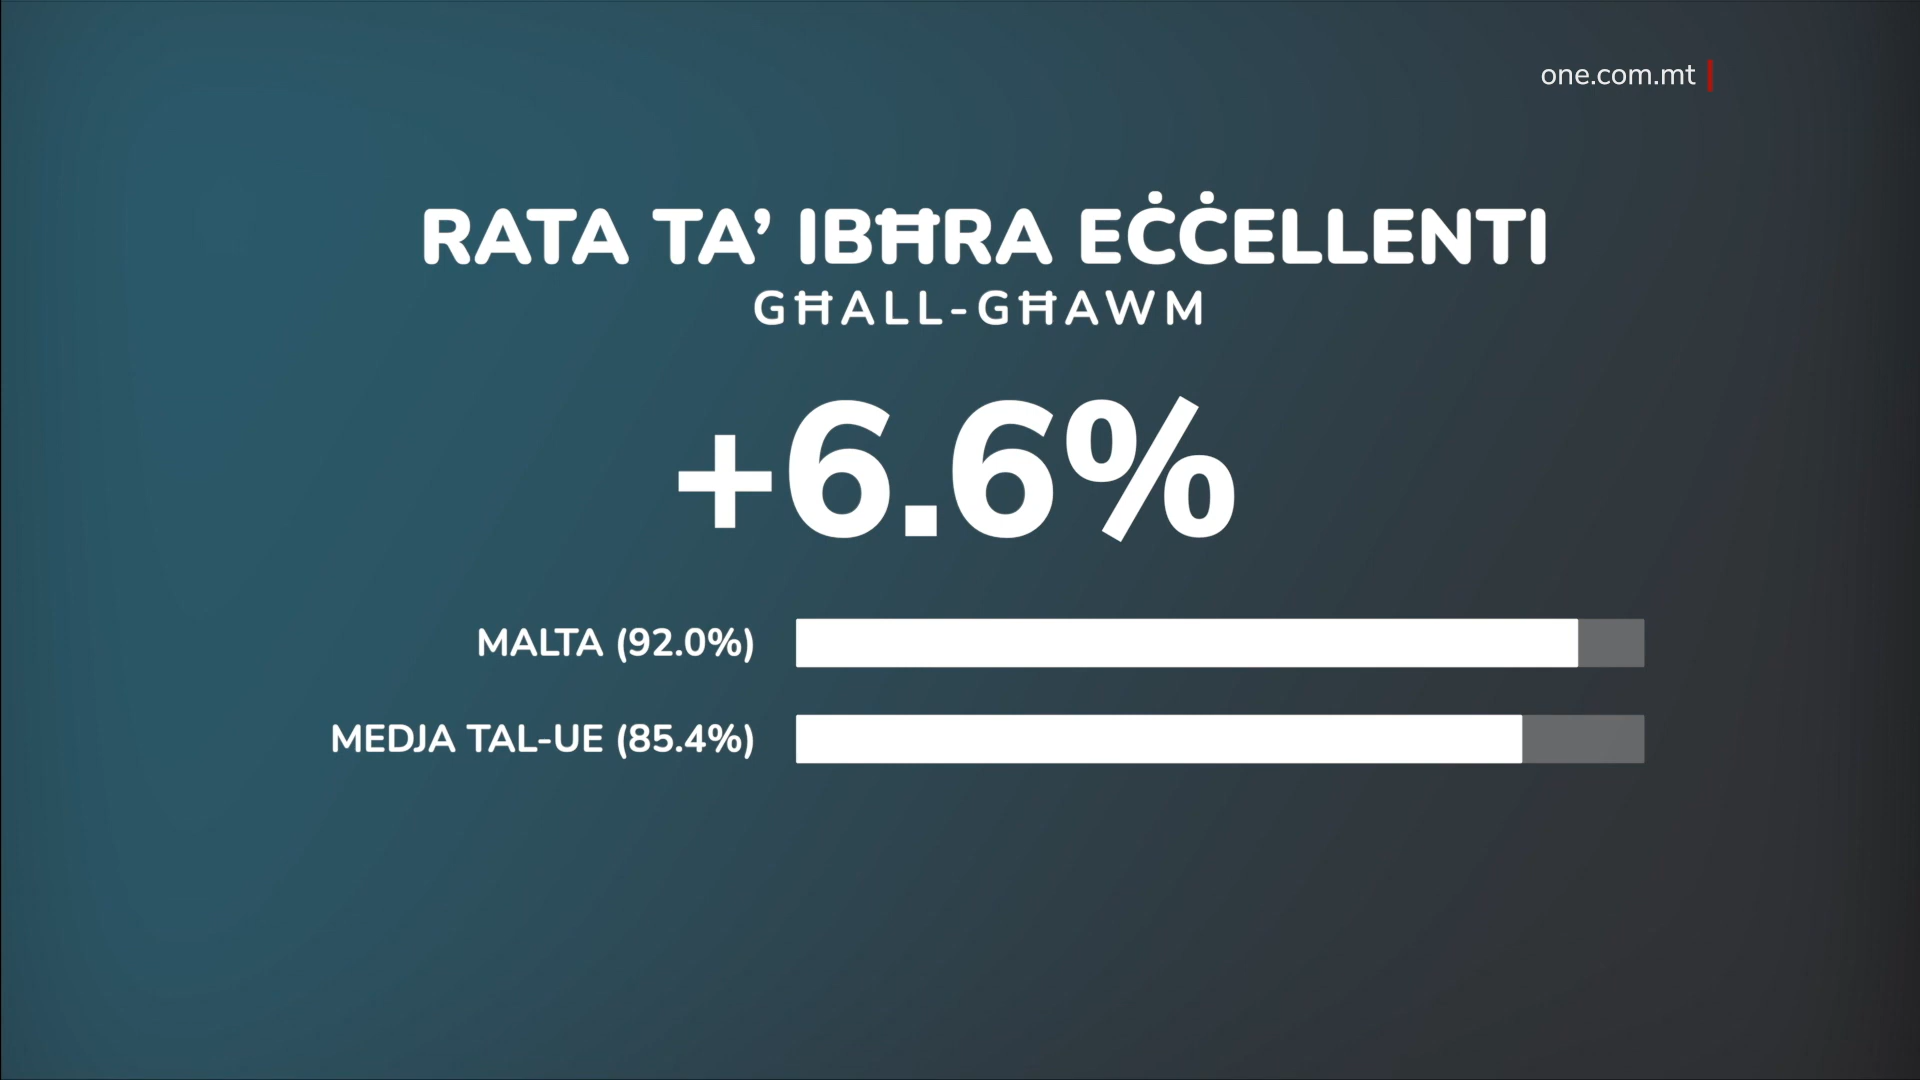 one.com.mt
RATA TA’ IBĦRA EĊĊELLENTI
GĦALL-GĦAWM
+6.6%
MALTA (92.0%)
MEDJA TAL-UE (85.4%)